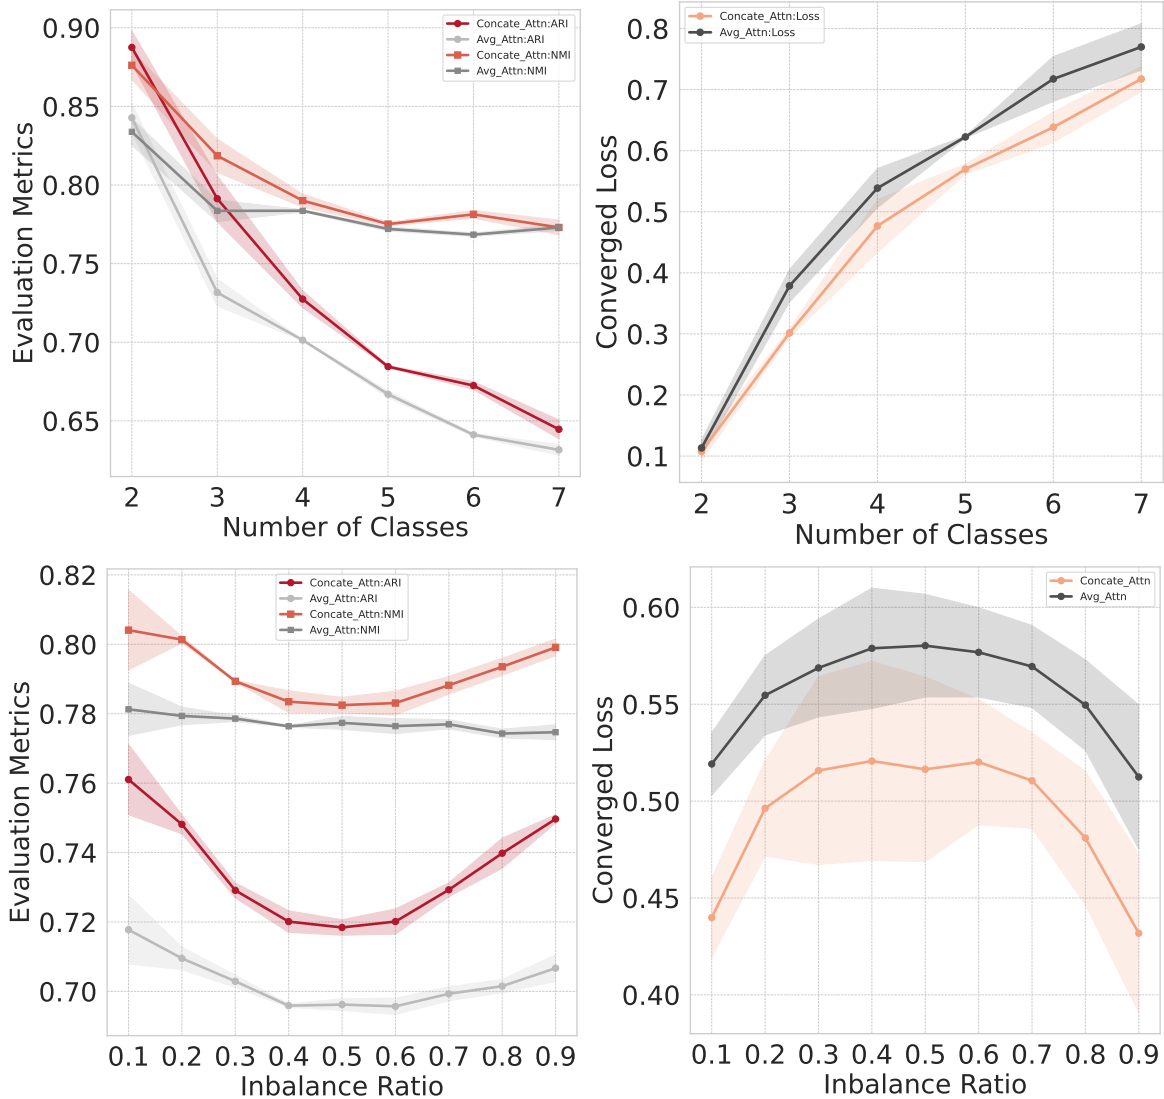 Evaluation Metrics
0.90
0.85
0.80
0.75
0.70
0.65
Concate_Attn:ARI
Avg_Attn:ARI
Concate_Attn:NMI
Avg_Attn:NMI
2 3 4 5 6 7
Number of Classes
Converged Loss
0.8
0.7
0.6
0.5
0.4
0.3
0.2
0.1
Concate_Attn:Loss
Avg_Attn:Loss
2 3 4 5 6 7
Number of Classes
Evaluation Metrics
0.82
0.80
0.78
0.76
0.74
0.72
0.70
Concate_Attn:ARI
Avg_Attn:ARI
Concate_Attn:NMI
Avg_Attn:NMI
0.1 0.2 0.3 0.4 0.5 0.6 0.7 0.8 0.9
Inbalance Ratio
Converged Loss
0.60
0.55
0.50
0.45
0.40
Concate_Attn
Avg_Attn
0.1 0.2 0.3 0.4 0.5 0.6 0.7 0.8 0.9
Inbalance Ratio